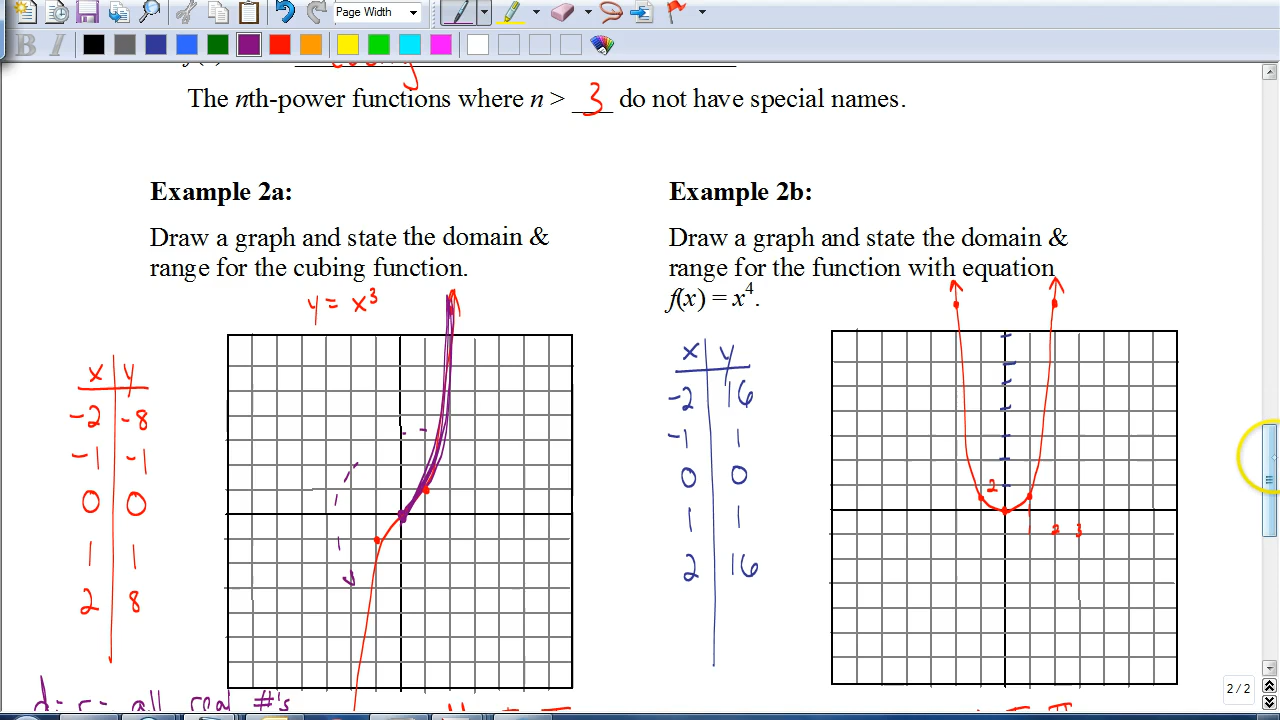 Page Width
B I
The nth-power functions where n > 3 do not have special names.
Example 2a:
Draw a graph and state the domain &
range for the cubing function.
y = x³
x y
-2 -8
-1 -1
0 0
1 1
2 8
d = r = all real #'s
Example 2b:
Draw a graph and state the domain &
range for the function with equation
f(x) = x⁴.
x y
-2 16
-1 1
0 0
1 1
2 16
2
2 3
2 / 2